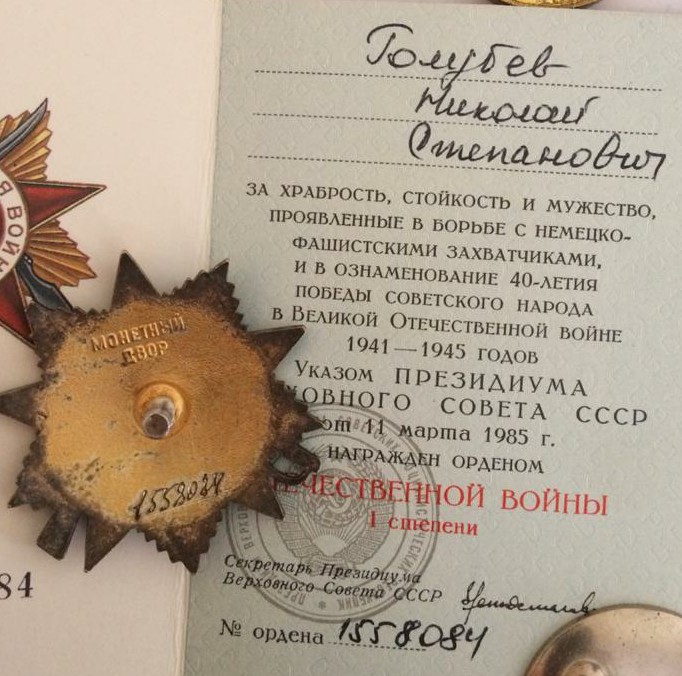 Голубев
Николай
Степанович
ЗА ХРАБРОСТЬ, СТОЙКОСТЬ И МУЖЕСТВО,
ПРОЯВЛЕННЫЕ В БОРЬБЕ С НЕМЕЦКО-
ФАШИСТСКИМИ ЗАХВАТЧИКАМИ,
И В ОЗНАМЕНОВАНИЕ 40-ЛЕТИЯ
ПОБЕДЫ СОВЕТСКОГО НАРОДА
В ВЕЛИКОЙ ОТЕЧЕСТВЕННОЙ ВОЙНЕ
1941—1945 ГОДОВ
УКАЗОМ ПРЕЗИДИУМА
ХОВНОГО СОВЕТА СССР
от 11 марта 1985 г.
НАГРАЖДЕН ОРДЕНОМ
ЧЕСТВЕННОЙ ВОЙНЫ
I степени
Секретарь Президиума
Верховного Совета СССР
№ ордена 1558084
МОНЕТНЫЙ
ДВОР
1558084
Я ВОЙН
84